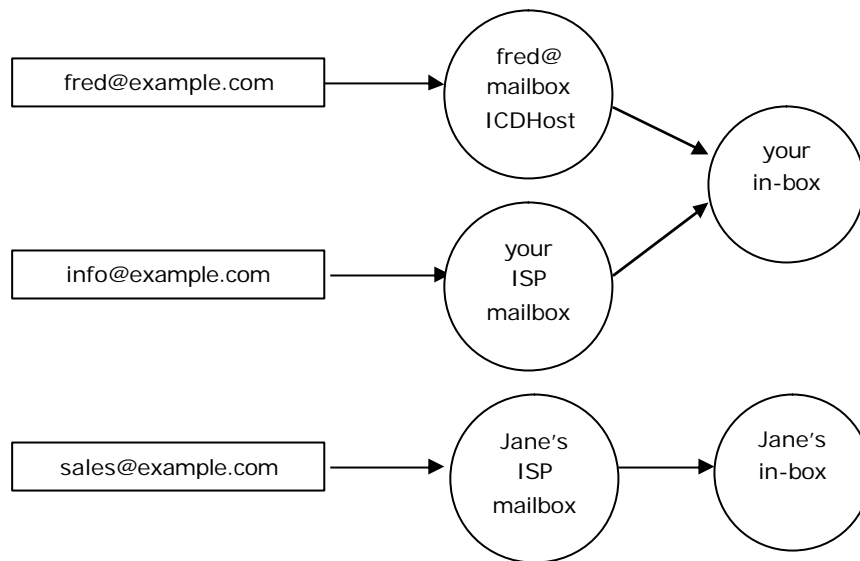 fred@example.com
fred@
mailbox
ICDHost
your
in-box
info@example.com
your
ISP
mailbox
sales@example.com
Jane's
ISP
mailbox
Jane's
in-box